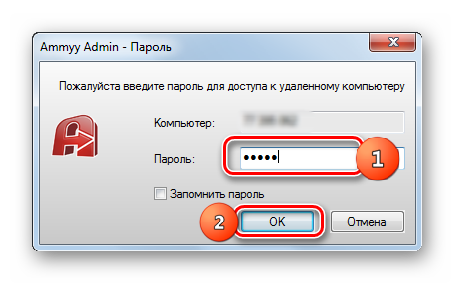 Ammyy Admin - Пароль
Пожалуйста введите пароль для доступа к удаленному компьютеру
Компьютер:
Пароль: •••••
1
Запомнить пароль
2 OK Отмена